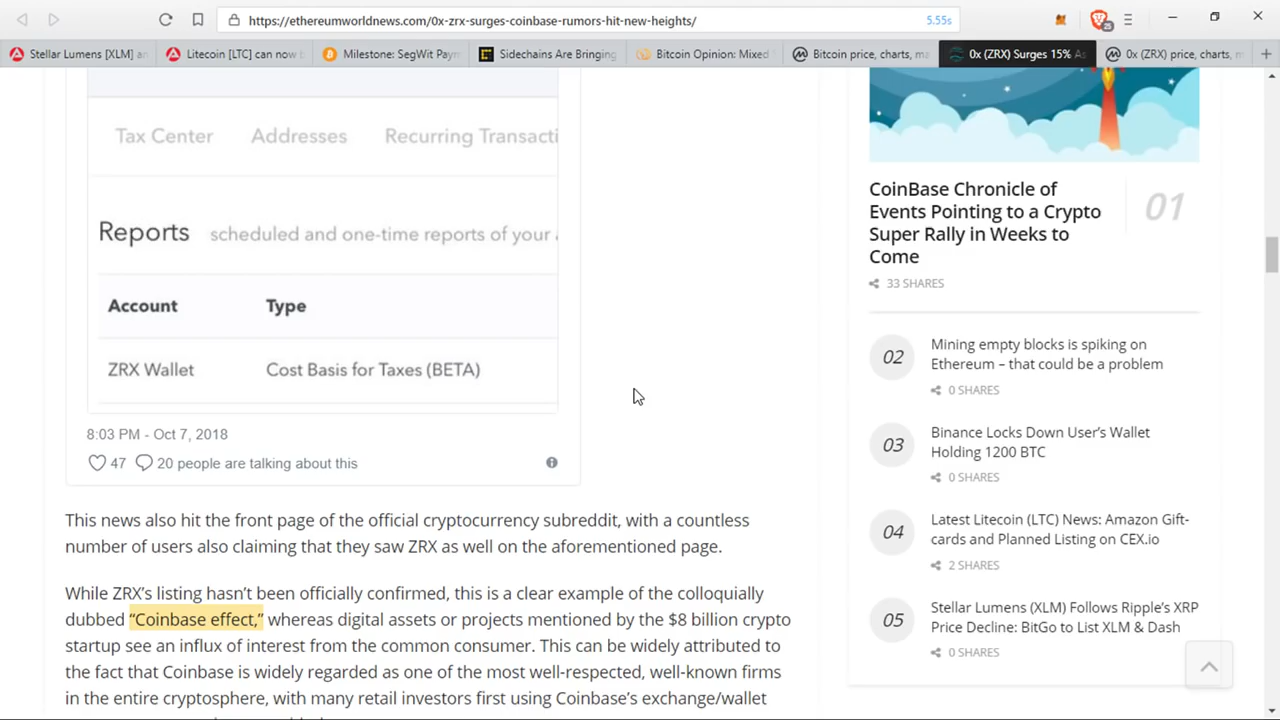 https://ethereumworldnews.com/0x-zrx-surges-coinbase-rumors-hit-new-heights/
5.55s
25
Stellar Lumens [XLM] an
Litecoin [LTC] can now t
Milestone: SegWit Paym
Sidechains Are Bringing
Bitcoin Opinion: Mixed
Bitcoin price, charts, ma
0x (ZRX) Surges 15% As
0x (ZRX) price, charts, m
Tax Center Addresses Recurring Transacti
Reports scheduled and one-time reports of your a
Account Type
ZRX Wallet Cost Basis for Taxes (BETA)
8:03 PM - Oct 7, 2018
47 20 people are talking about this
This news also hit the front page of the official cryptocurrency subreddit, with a countless
number of users also claiming that they saw ZRX as well on the aforementioned page.
While ZRX’s listing hasn’t been officially confirmed, this is a clear example of the colloquially
dubbed “Coinbase effect,” whereas digital assets or projects mentioned by the $8 billion crypto
startup see an influx of interest from the common consumer. This can be widely attributed to
the fact that Coinbase is widely regarded as one of the most well-respected, well-known firms
in the entire cryptosphere, with many retail investors first using Coinbase’s exchange/wallet
CoinBase Chronicle of
Events Pointing to a Crypto
Super Rally in Weeks to
Come
01
33 SHARES
02
Mining empty blocks is spiking on
Ethereum – that could be a problem
0 SHARES
03
Binance Locks Down User’s Wallet
Holding 1200 BTC
0 SHARES
04
Latest Litecoin (LTC) News: Amazon Gift-
cards and Planned Listing on CEX.io
2 SHARES
05
Stellar Lumens (XLM) Follows Ripple’s XRP
Price Decline: BitGo to List XLM & Dash
0 SHARES